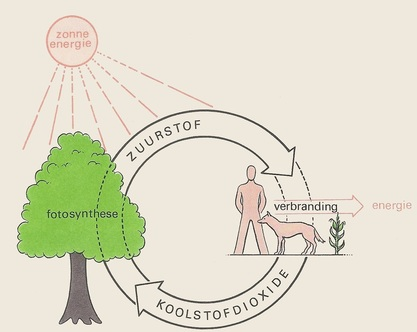 zonne
energie
ZUURSTOF
fotosynthese
verbranding
energie
KOOLSTOFDIOXIDE